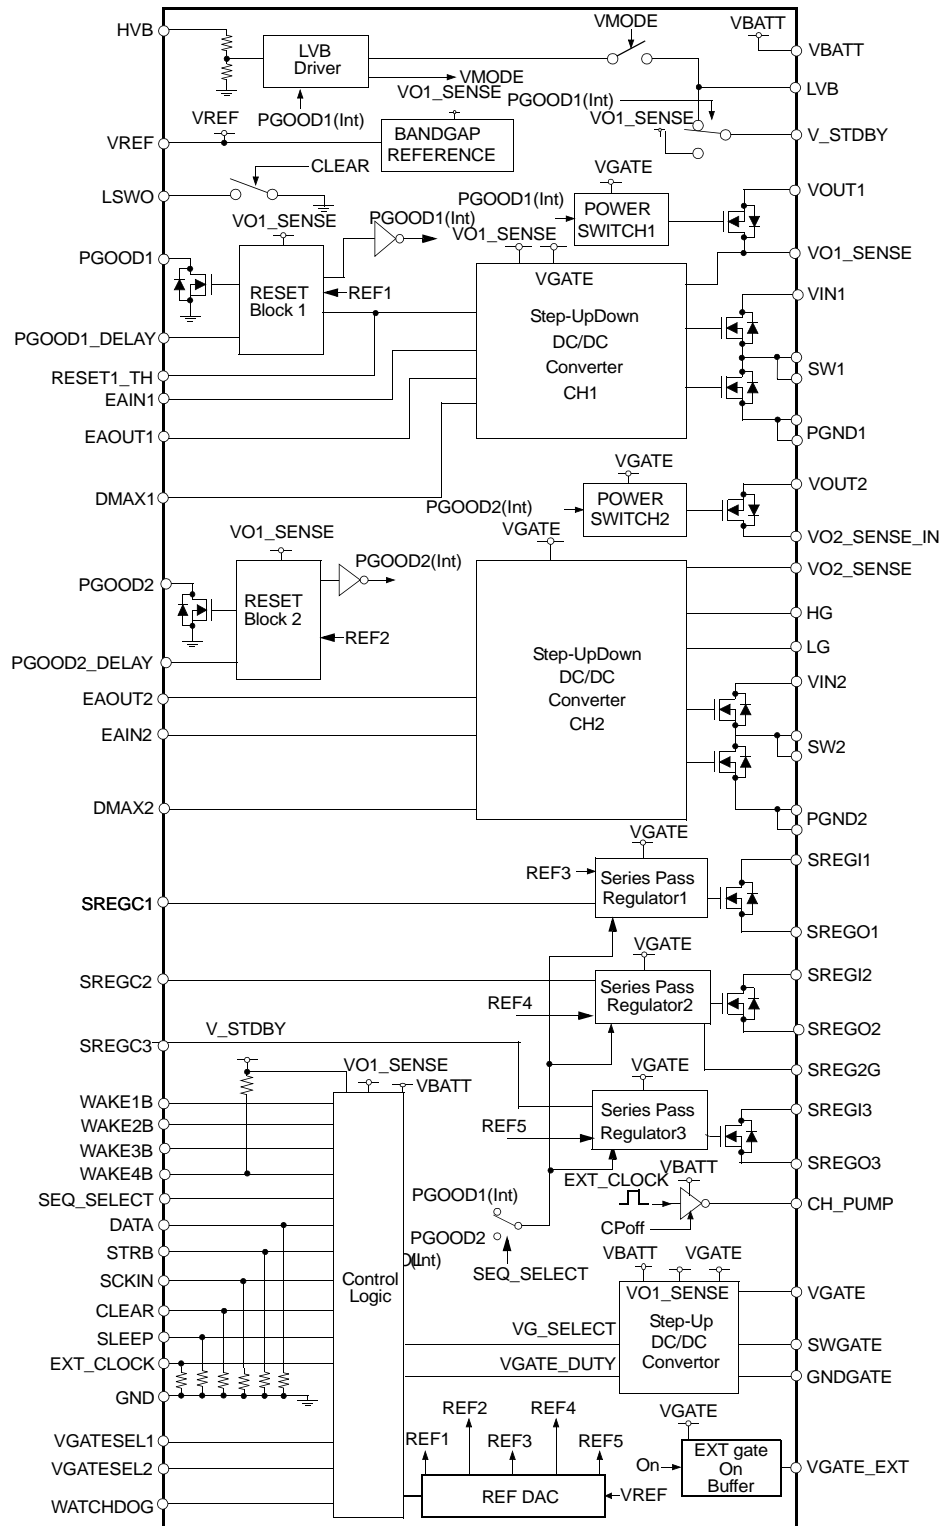 HVB
VMODE
VBATT
VBATT
LVB
Driver
VMODE
LVB
VO1_SENSE
PGOOD1(Int)
PGOOD1(Int)
VO1_SENSE
V_STDBY
VREF
VREF
BANDGAP
REFERENCE
CLEAR
LSWO
VGATE
PGOOD1(Int)
POWER
SWITCH1
VOUT1
VO1_SENSE
PGOOD1(Int)
VO1_SENSE
VO1_SENSE
PGOOD1
RESET
Block 1
REF1
VGATE
Step-UpDown
DC/DC
Converter
CH1
VIN1
PGOOD1_DELAY
RESET1_TH
SW1
EAIN1
EAOUT1
PGND1
DMAX1
VGATE
VOUT2
PGOOD2(Int)
POWER
SWITCH2
VGATE
VO2_SENSE_IN
VO1_SENSE
PGOOD2(Int)
VO2_SENSE
PGOOD2
RESET
Block 2
REF2
HG
LG
PGOOD2_DELAY
Step-UpDown
DC/DC
Converter
CH2
VIN2
EAOUT2
EAIN2
SW2
DMAX2
PGND2
VGATE
REF3
Series Pass
Regulator1
SREGI1
SREGC1
SREGO1
VGATE
SREGC2
Series Pass
Regulator2
SREGI2
REF4
SREGO2
V_STDBY
SREGC3
SREG2G
VO1_SENSE
VBATT
VGATE
WAKE1B
Series Pass
Regulator3
SREGI3
WAKE2B
REF5
WAKE3B
SREGO3
WAKE4B
EXT_CLOCK
VBATT
SEQ_SELECT
PGOOD1(Int)
CH_PUMP
DATA
CPoff
STRB
PGOOD2
(Int)
SEQ_SELECT
VBATT
VGATE
SCKIN
Control
Logic
VO1_SENSE
Step-Up
DC/DC
Convertor
VGATE
CLEAR
SLEEP
VG_SELECT
SWGATE
EXT_CLOCK
VGATE_DUTY
GNDGATE
GND
REF2
REF4
VGATE
VGATESEL1
REF1
REF3
REF5
EXT gate
On
Buffer
On
VGATESEL2
VGATE_EXT
REF DAC
VREF
WATCHDOG